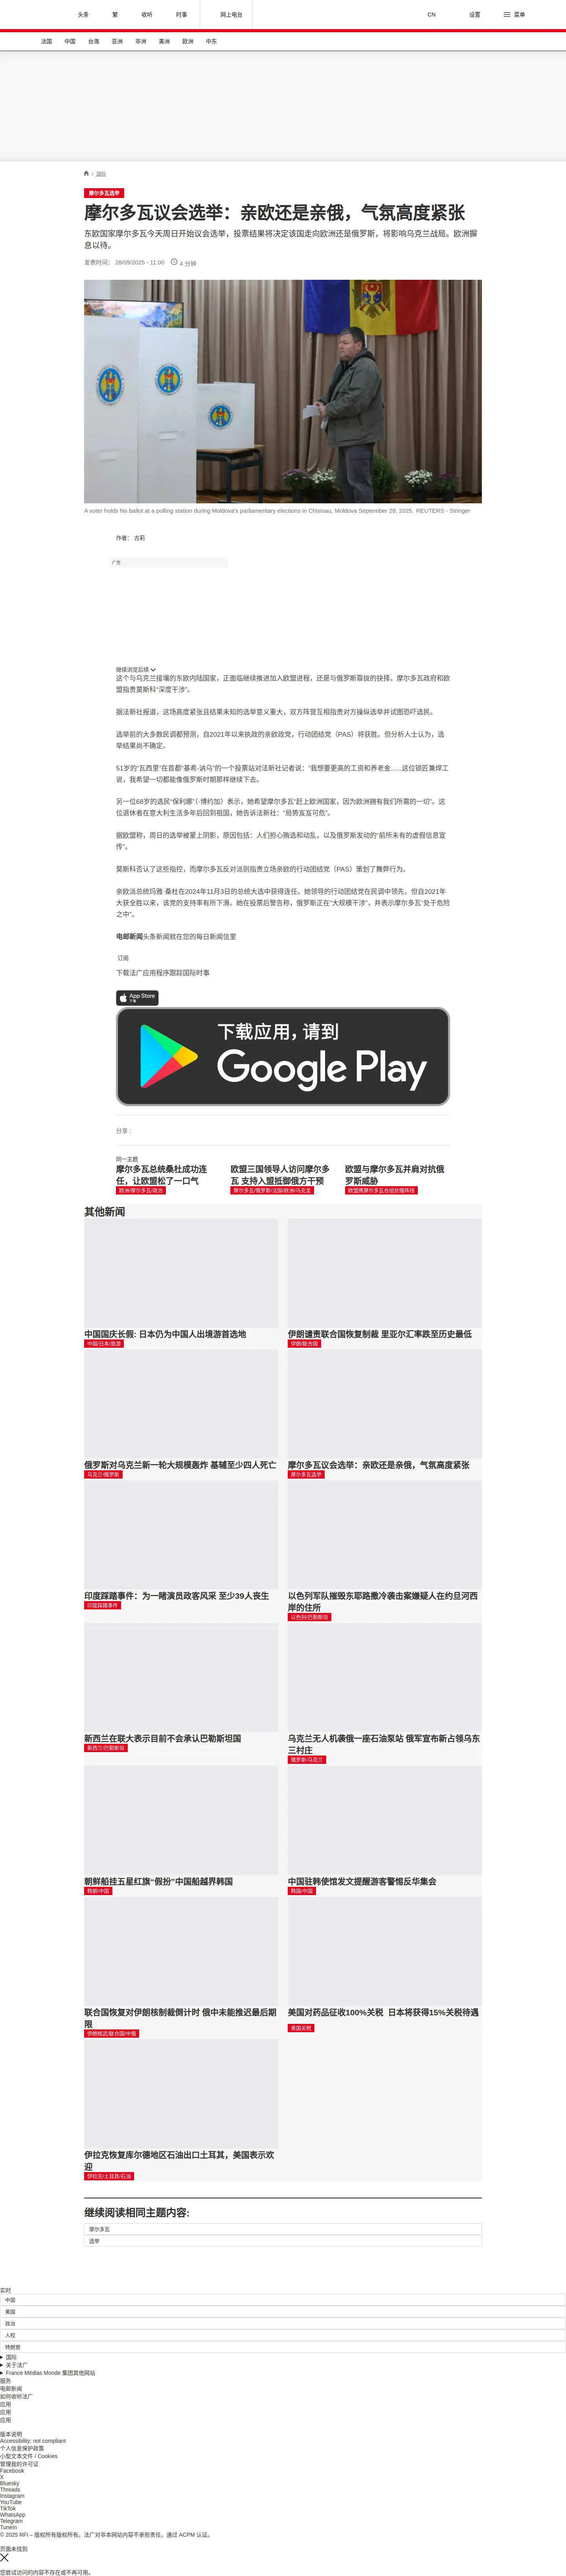 头条
繁
收听
时事
网上电台
CN
设置
菜单
法国
中国
台海
亚洲
非洲
美洲
欧洲
中东
/ 国际
摩尔多瓦选举
摩尔多瓦议会选举：亲欧还是亲俄，气氛高度紧张
东欧国家摩尔多瓦今天周日开始议会选举，投票结果将决定该国走向欧洲还是俄罗斯，将影响乌克兰战局。欧洲摒
息以待。
发表时间： 28/09/2025 - 11:00
4 分钟
A voter holds his ballot at a polling station during Moldova's parliamentary elections in Chisinau, Moldova September 28, 2025. REUTERS - Stringer
作者： 古莉
广告
继续浏览后续
这个与乌克兰接壤的东欧内陆国家，正面临继续推进加入欧盟进程，还是与俄罗斯靠拢的抉择。摩尔多瓦政府和欧
盟指责莫斯科“深度干涉”。
据法新社报道，这场高度紧张且结果未知的选举意义重大，双方阵营互相指责对方操纵选举并试图恐吓选民。
选举前的大多数民调都预测，自2021年以来执政的亲欧政党，行动团结党（PAS）将获胜。但分析人士认为，选
举结果尚不确定。
51岁的“瓦西里”在首都“基希-讷乌”的一个投票站对法新社记者说：“我想要更高的工资和养老金......这位锁匠兼焊工
说，我希望一切都能像俄罗斯时期那样继续下去。
另一位68岁的选民“保利娜”（·博约加）表示，她希望摩尔多瓦“赶上欧洲国家，因为欧洲拥有我们所需的一切”。这
位退休者在意大利生活多年后回到祖国，她告诉法新社：“局势岌岌可危”。
据欧盟称，周日的选举被蒙上阴影，原因包括：人们担心贿选和动乱，以及俄罗斯发动的“前所未有的虚假信息宣
传”。
莫斯科否认了这些指控，而摩尔多瓦反对派则指责立场亲欧的行动团结党（PAS）策划了舞弊行为。
亲欧派总统玛雅·桑杜在2024年11月3日的总统大选中获得连任。她领导的行动团结党在民调中领先，但自2021年
大获全胜以来，该党的支持率有所下滑。她在投票后警告称，俄罗斯正在“大规模干涉”，并表示摩尔多瓦“处于危险
之中”。
电邮新闻头条新闻就在您的每日新闻信里
订阅
下载法广应用程序跟踪国际时事
App Store
下载
下载应用，请到
Google Play
分享 :
同一主题
摩尔多瓦总统桑杜成功连
任，让欧盟松了一口气
欧洲/摩尔多瓦/政治
欧盟三国领导人访问摩尔多
瓦 支持入盟抵御俄方干预
摩尔多瓦/俄罗斯/法国/欧洲/乌克兰
欧盟与摩尔多瓦并肩对抗俄
罗斯威胁
欧盟携摩尔多瓦合组抗俄阵线
其他新闻
中国国庆长假: 日本仍为中国人出境游首选地
中国/日本/旅游
伊朗谴责联合国恢复制裁 里亚尔汇率跌至历史最低
伊朗/联合国
俄罗斯对乌克兰新一轮大规模轰炸 基辅至少四人死亡
乌克兰/俄罗斯
摩尔多瓦议会选举：亲欧还是亲俄，气氛高度紧张
摩尔多瓦选举
印度踩踏事件：为一睹演员政客风采 至少39人丧生
印度踩踏事件
以色列军队摧毁东耶路撒冷袭击案嫌疑人在约旦河西
岸的住所
以色列/巴勒斯坦
新西兰在联大表示目前不会承认巴勒斯坦国
新西兰/巴勒斯坦
乌克兰无人机袭俄一座石油泵站 俄军宣布新占领乌东
三村庄
俄罗斯/乌克兰
朝鲜船挂五星红旗“假扮”中国船越界韩国
韩朝/中国
中国驻韩使馆发文提醒游客警惕反华集会
韩国/中国
联合国恢复对伊朗核制裁倒计时 俄中未能推迟最后期
限
伊朗核武/联合国/中俄
美国对药品征收100%关税 日本将获得15%关税待遇
美国关税
伊拉克恢复库尔德地区石油出口土耳其，美国表示欢
迎
伊拉克/土耳其/石油
继续阅读相同主题内容:
摩尔多瓦
选举
实时
中国
美国
政治
人权
特朗普
国际
关于法广
France Médias Monde 集团其他网站
服务
电邮新闻
如何收听法广
应用
应用
应用
版本说明
Accessibility: not compliant
个人信息保护政策
小型文本文件 / Cookies
管理我的许可证
Facebook
X
Bluesky
Threads
Instagram
YouTube
TikTok
WhatsApp
Telegram
TuneIn
© 2025 RFI – 版权所有版权所有。法广对非本网站内容不承担责任。通过 ACPM 认证。
页面未找到
您尝试访问的内容不存在或不再可用。